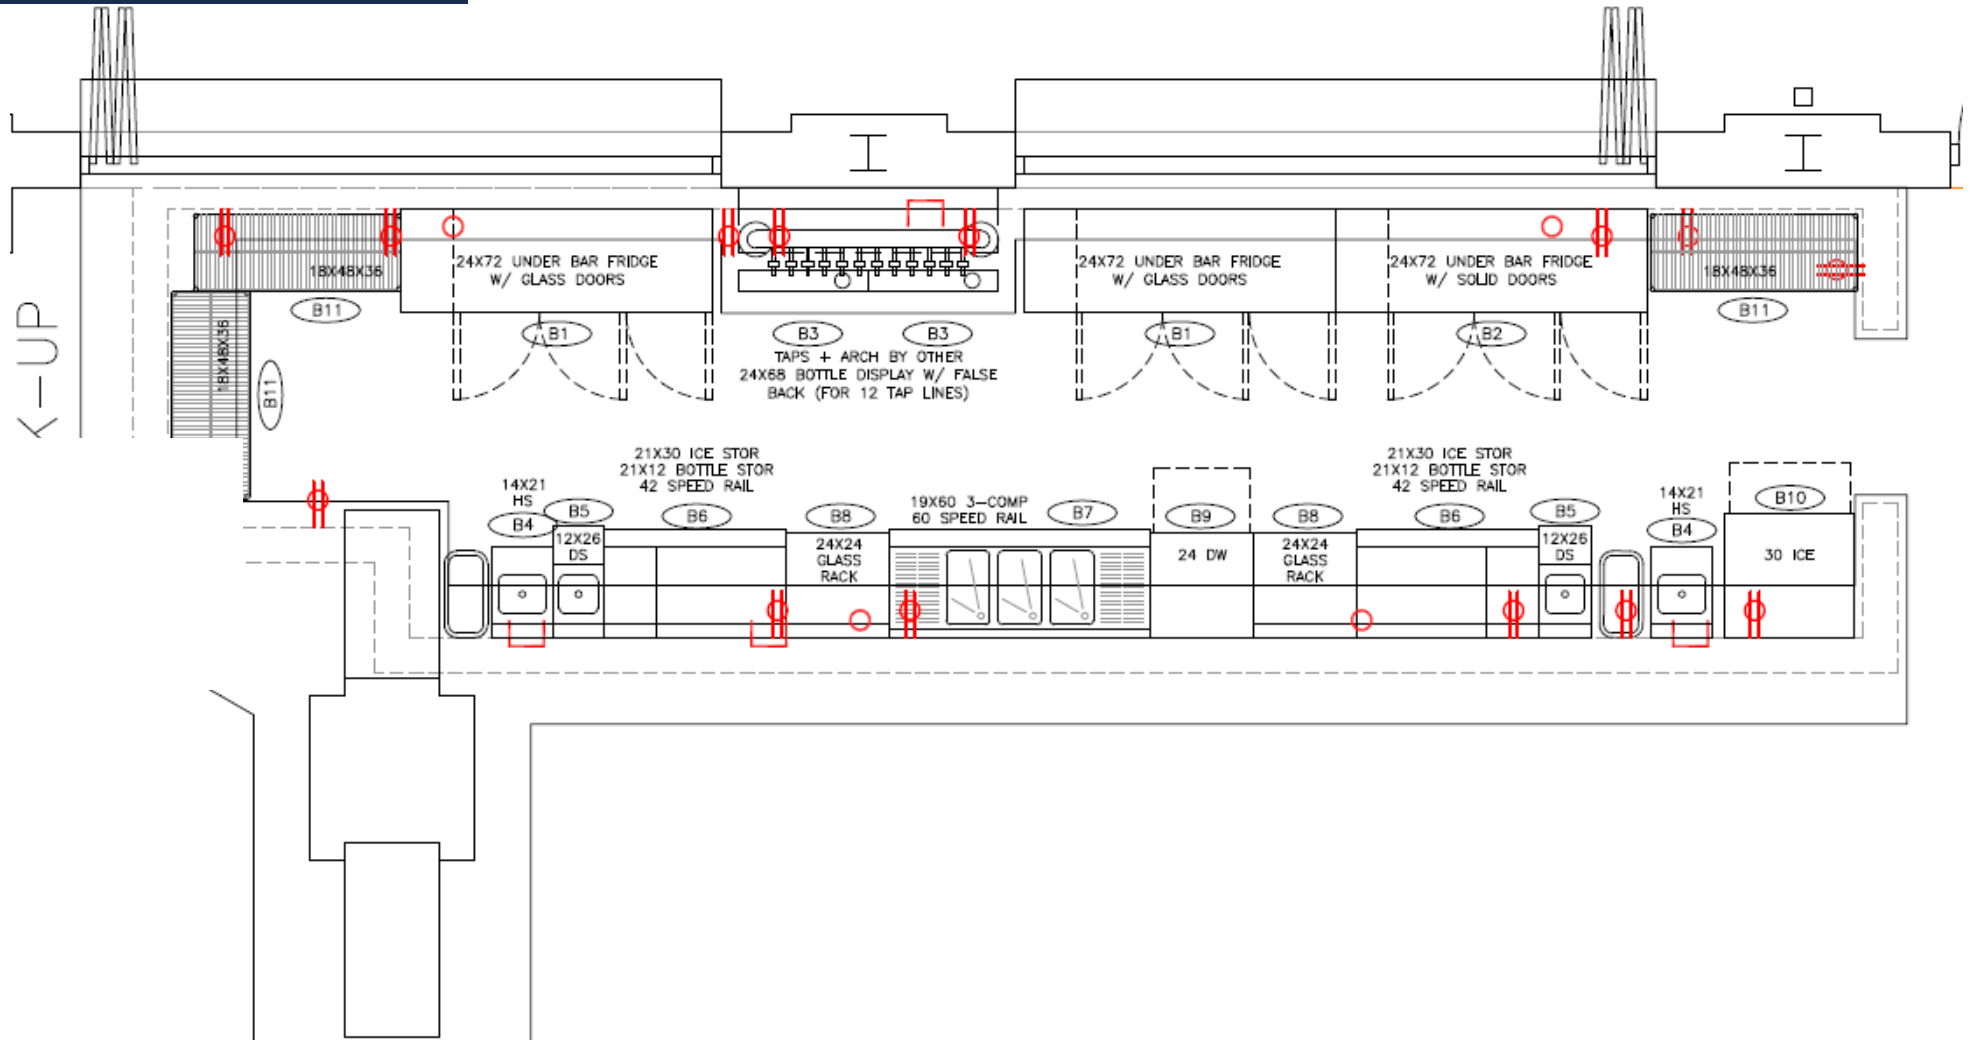 K-UP
18X48X36
B11
18X48X36
B11
24X72 UNDER BAR FRIDGE
W/ GLASS DOORS
B1
B3
B3
TAPS + ARCH BY OTHER
24X68 BOTTLE DISPLAY W/ FALSE
BACK (FOR 12 TAP LINES)
24X72 UNDER BAR FRIDGE
W/ GLASS DOORS
B1
24X72 UNDER BAR FRIDGE
W/ SOLID DOORS
B2
18X48X36
B11
14X21
HS
B4
B5
12X26
DS
21X30 ICE STOR
21X12 BOTTLE STOR
42 SPEED RAIL
B6
B8
24X24
GLASS
RACK
19X60 3-COMP
60 SPEED RAIL
B7
B9
24 DW
B8
24X24
GLASS
RACK
21X30 ICE STOR
21X12 BOTTLE STOR
42 SPEED RAIL
B6
B5
12X26
DS
14X21
HS
B4
B10
30 ICE